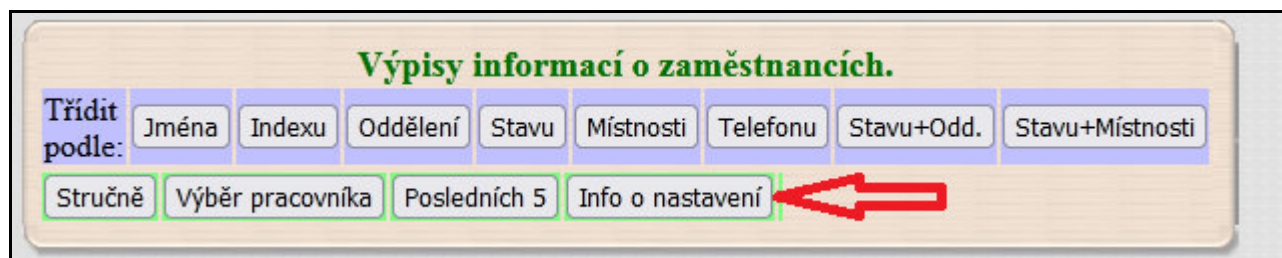 Výpisy informací o zaměstnancích.
Třídit podle: Jména Indexu Oddělení Stavu Místnosti Telefonu Stavu+Odd. Stavu+Místnosti
Stručně Výběr pracovníka Posledních 5 Info o nastavení